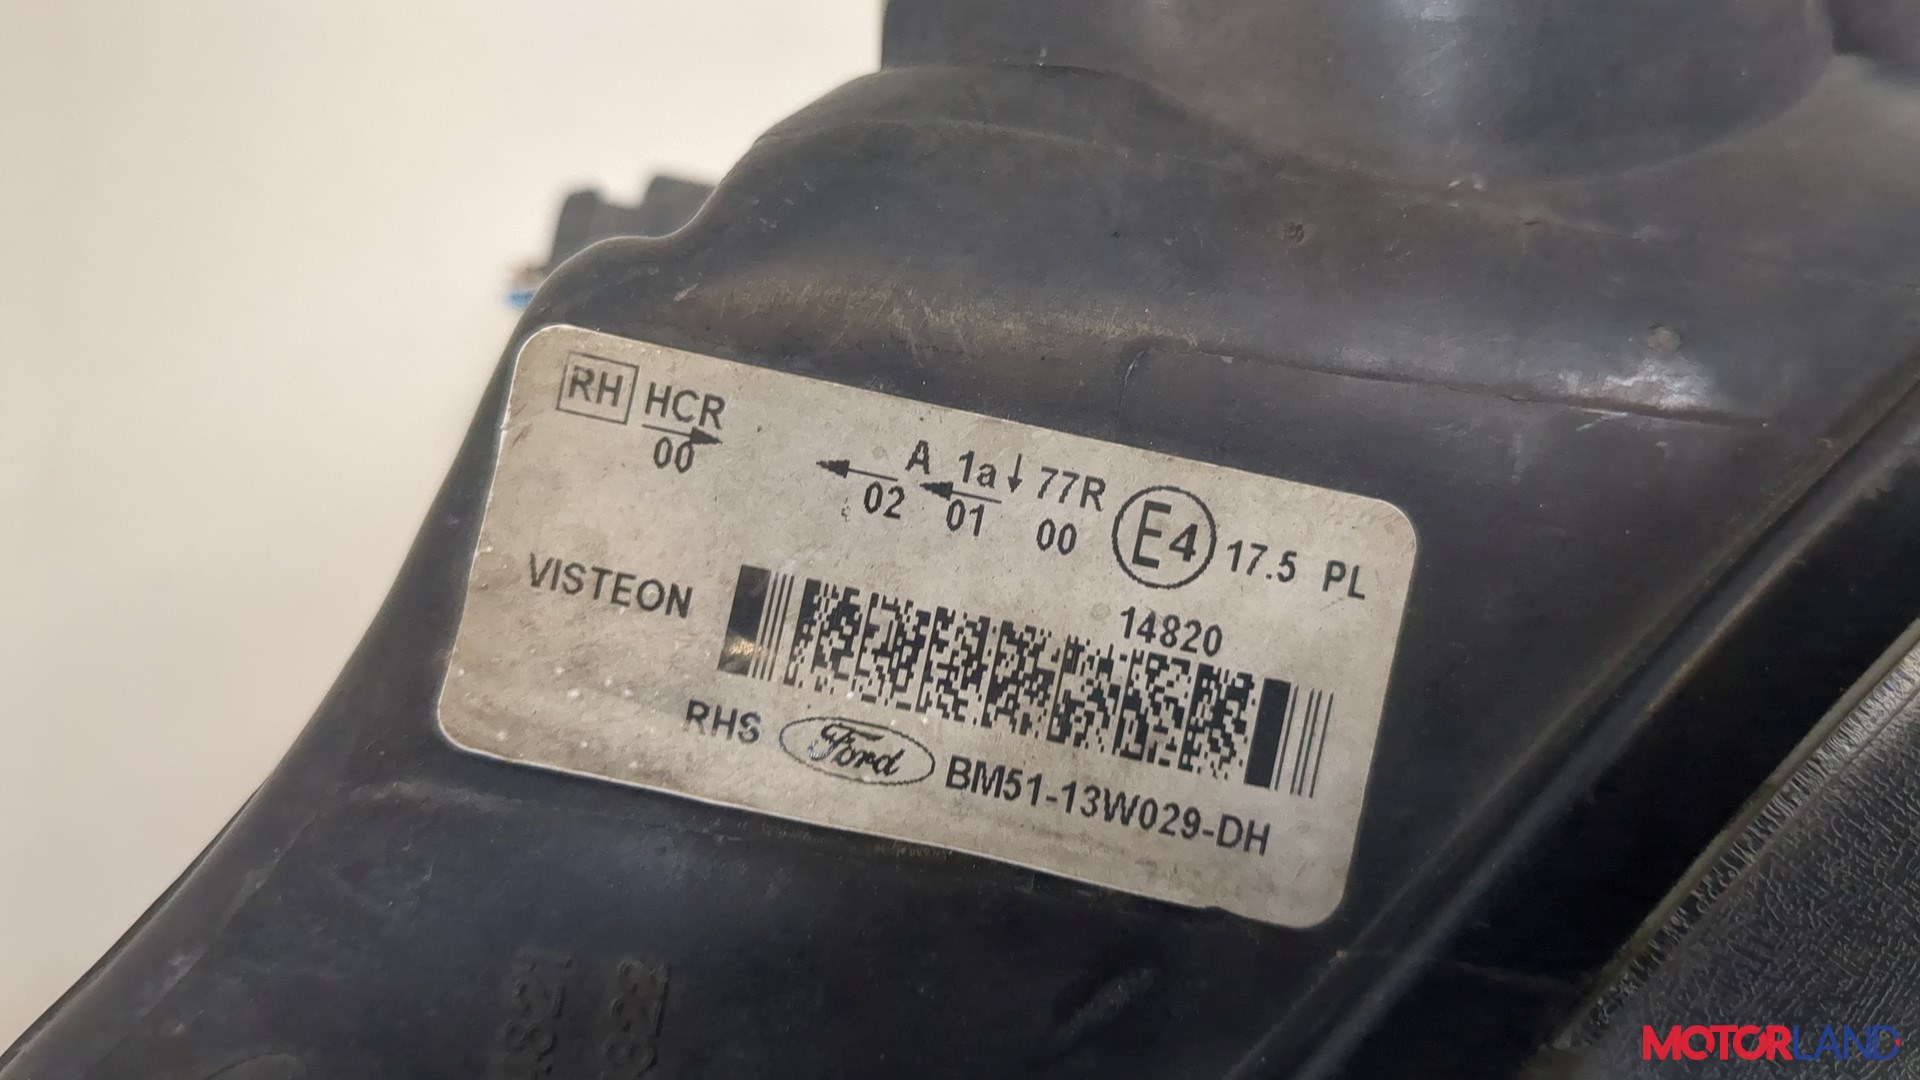 RH HCR
00
A 1a 77R E4 17.5 PL
02 01 00
VISTEON 14820
RHS Ford BM51-13W029-DH
822
MOTORLAND